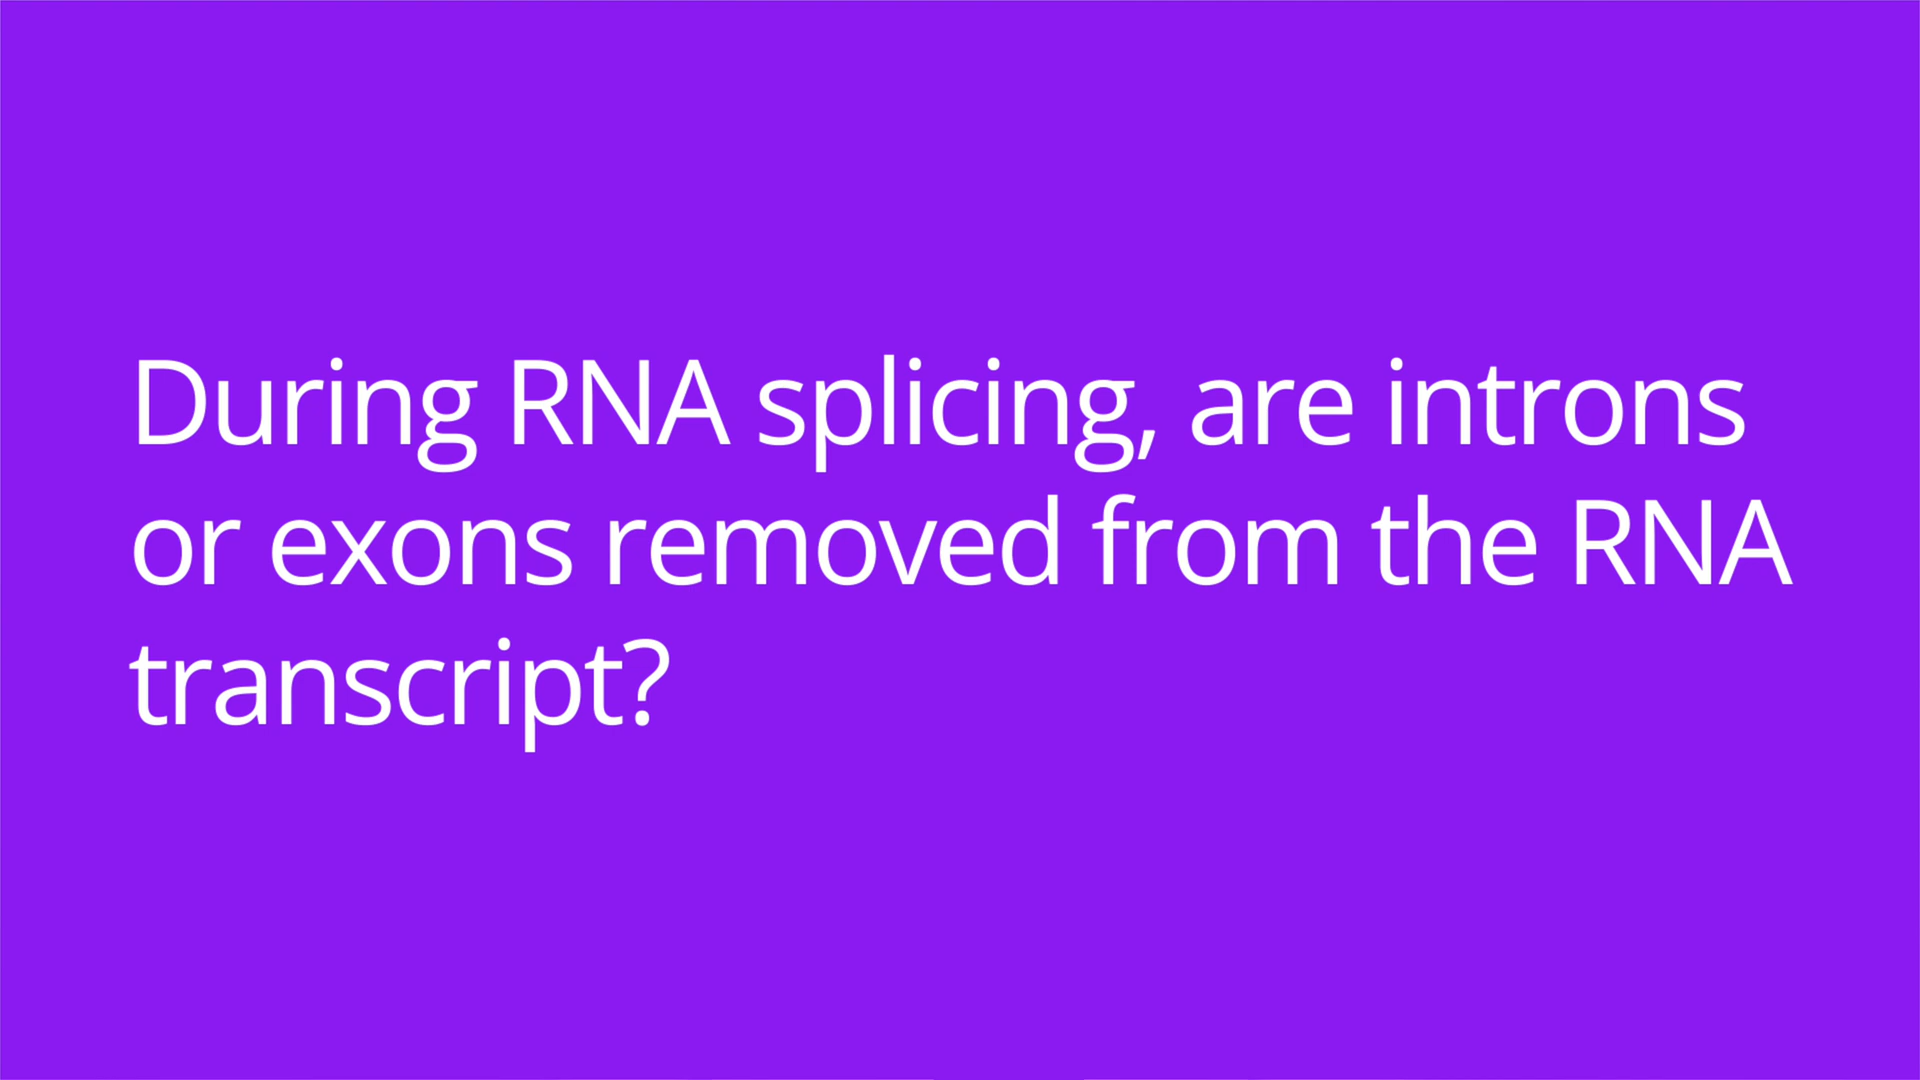 During RNA splicing, are introns
or exons removed from the RNA
transcript?